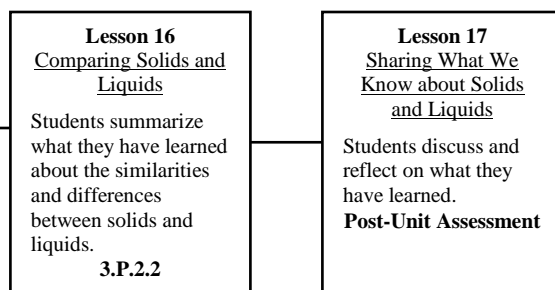 Lesson 16
Comparing Solids and
Liquids
Students summarize
what they have learned
about the similarities
and differences
between solids and
liquids.
3.P.2.2
Lesson 17
Sharing What We
Know about Solids
and Liquids
Students discuss and
reflect on what they
have learned.
Post-Unit Assessment